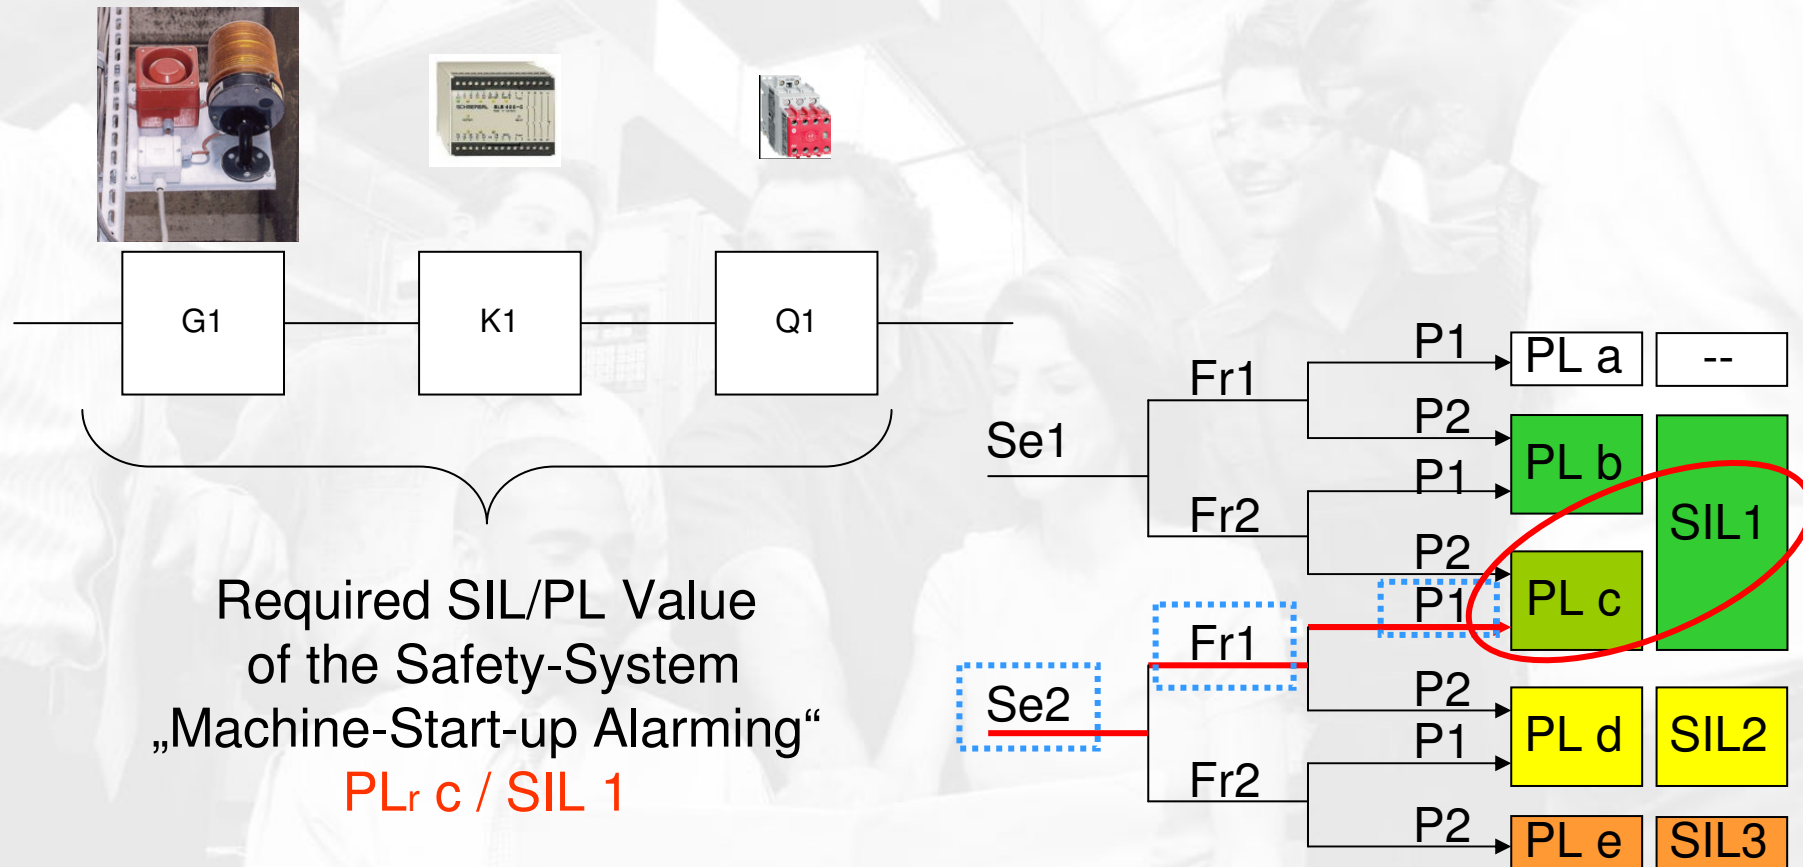 G1
K1
Q1
Required SIL/PL Value
of the Safety-System
„Machine-Start-up Alarming“
PLr c / SIL 1
Se1
Fr1
P1
PL a
--
P2
PL b
SIL1
Fr2
P1
P2
PL c
Se2
Fr1
P1
P2
PL d
SIL2
Fr2
P1
P2
PL e
SIL3